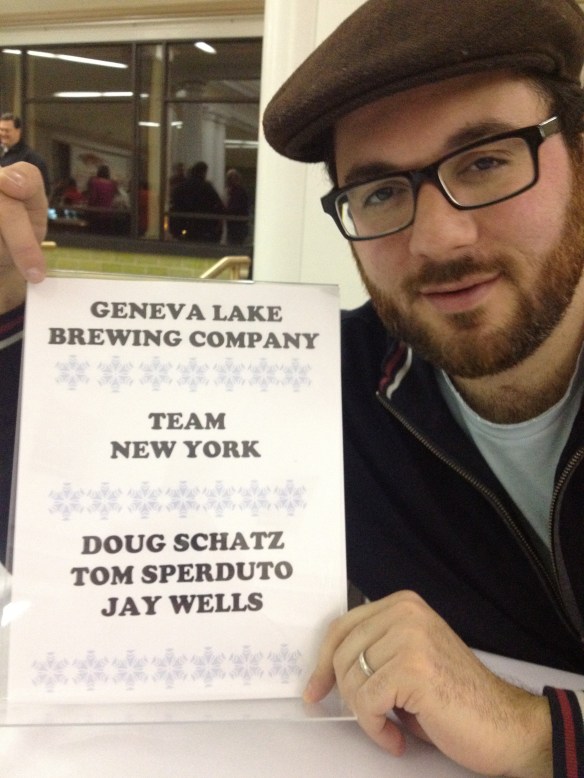 GENEVA LAKE
BREWING COMPANY
TEAM
NEW YORK
DOUG SCHATZ
TOM SPERDUTO
JAY WELLS